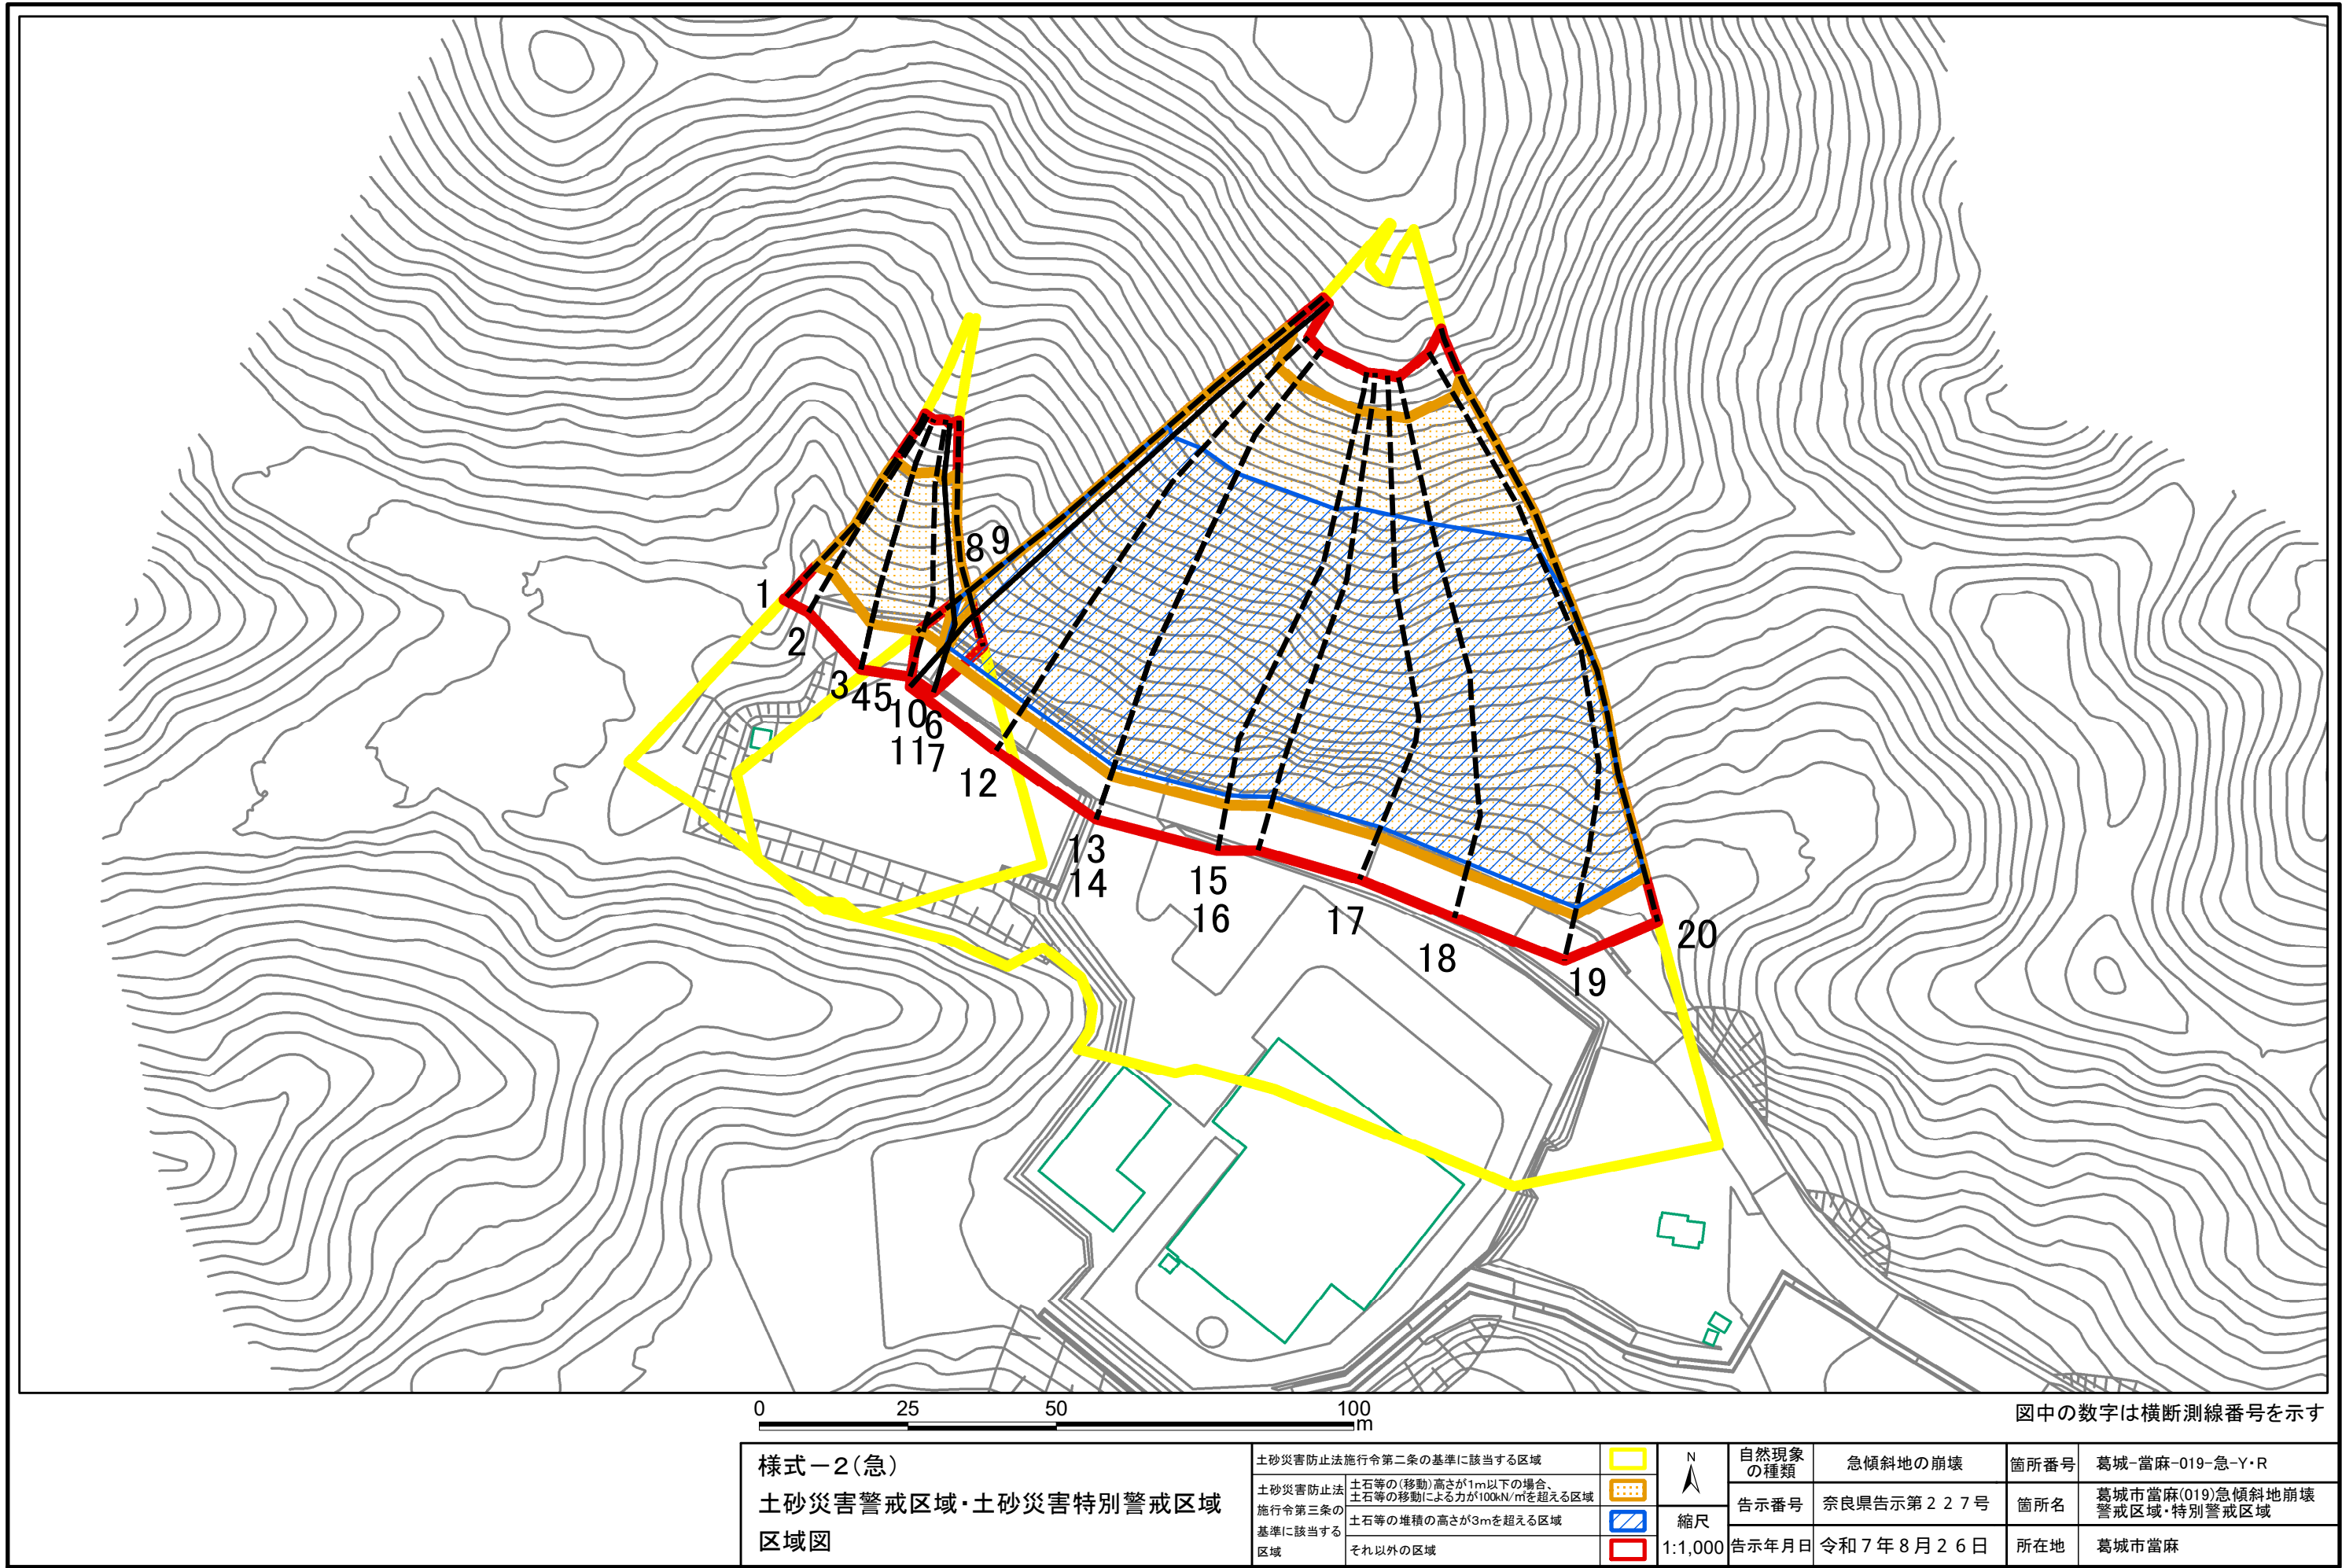 1
2
3
4
5
8
9
10
6
11
7
12
13
14
15
16
17
18
19
20
0 25 50 100
m
図中の数字は横断測線番号を示す
様式－2（急）
土砂災害警戒区域・土砂災害特別警戒区域
区域図
土砂災害防止法施行令第二条の基準に該当する区域
土砂災害防止法
施行令第三条の
基準に該当する
区域
土石等の（移動）高さが1m以下の場合、
土石等の移動による力が100kN/㎡を超える区域
土石等の堆積の高さが3mを超える区域
それ以外の区域
N
縮尺
1:1,000
自然現象
の種類
急傾斜地の崩壊
箇所番号
葛城-當麻-019-急-Y・R
告示番号
奈良県告示第２２７号
箇所名
葛城市當麻(019)急傾斜地崩壊
警戒区域・特別警戒区域
告示年月日
令和７年８月２６日
所在地
葛城市當麻